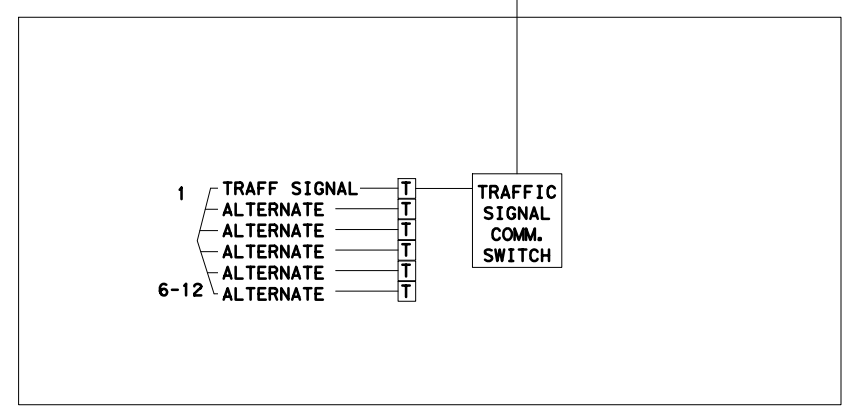 1
TRAFF SIGNAL T
ALTERNATE T
ALTERNATE T
ALTERNATE T
ALTERNATE T
6-12 ALTERNATE T
TRAFFIC
SIGNAL
COMM.
SWITCH